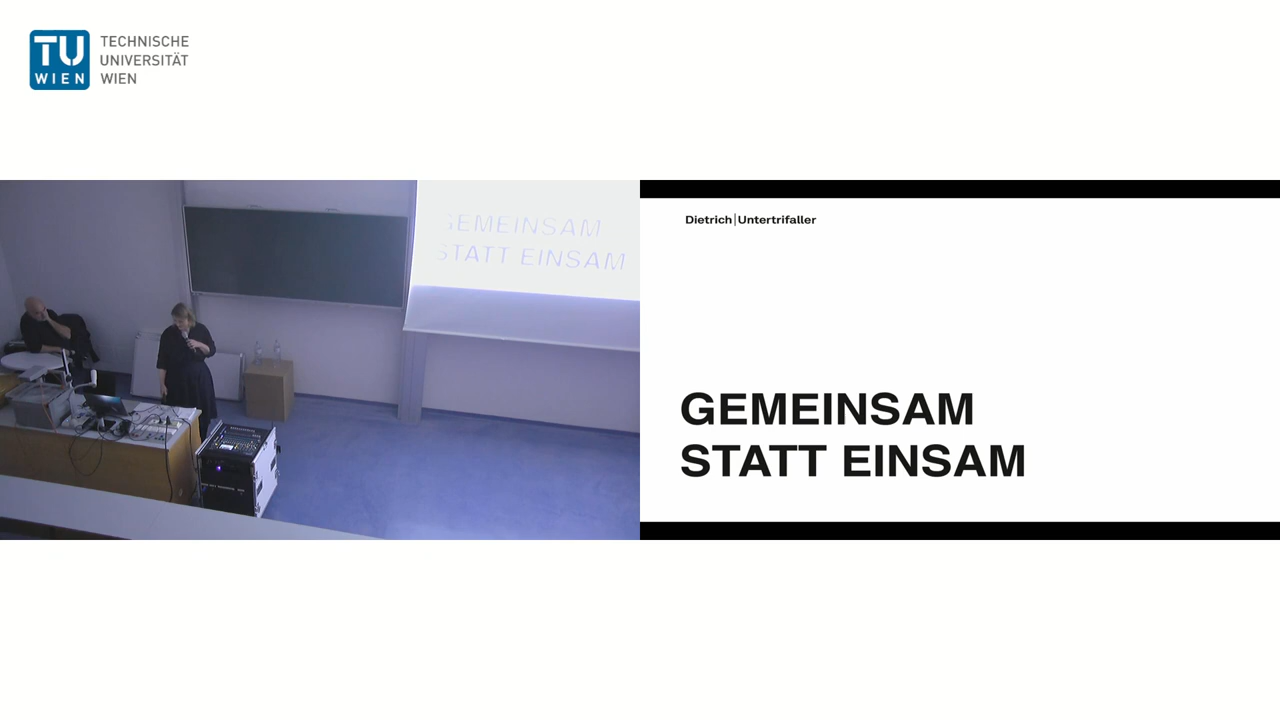 TU
WIEN
TECHNISCHE
UNIVERSITÄT
WIEN
GEMEINSAM
STATT EINSAM
Dietrich|Untertrifaller
GEMEINSAM
STATT EINSAM